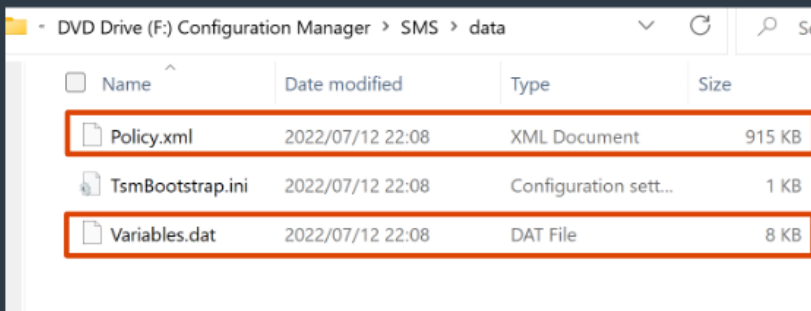 DVD Drive (F:) Configuration Manager > SMS > data
Name Date modified Type Size
Policy.xml 2022/07/12 22:08 XML Document 915 KB
TsmBootstrap.ini 2022/07/12 22:08 Configuration sett... 1 KB
Variables.dat 2022/07/12 22:08 DAT File 8 KB